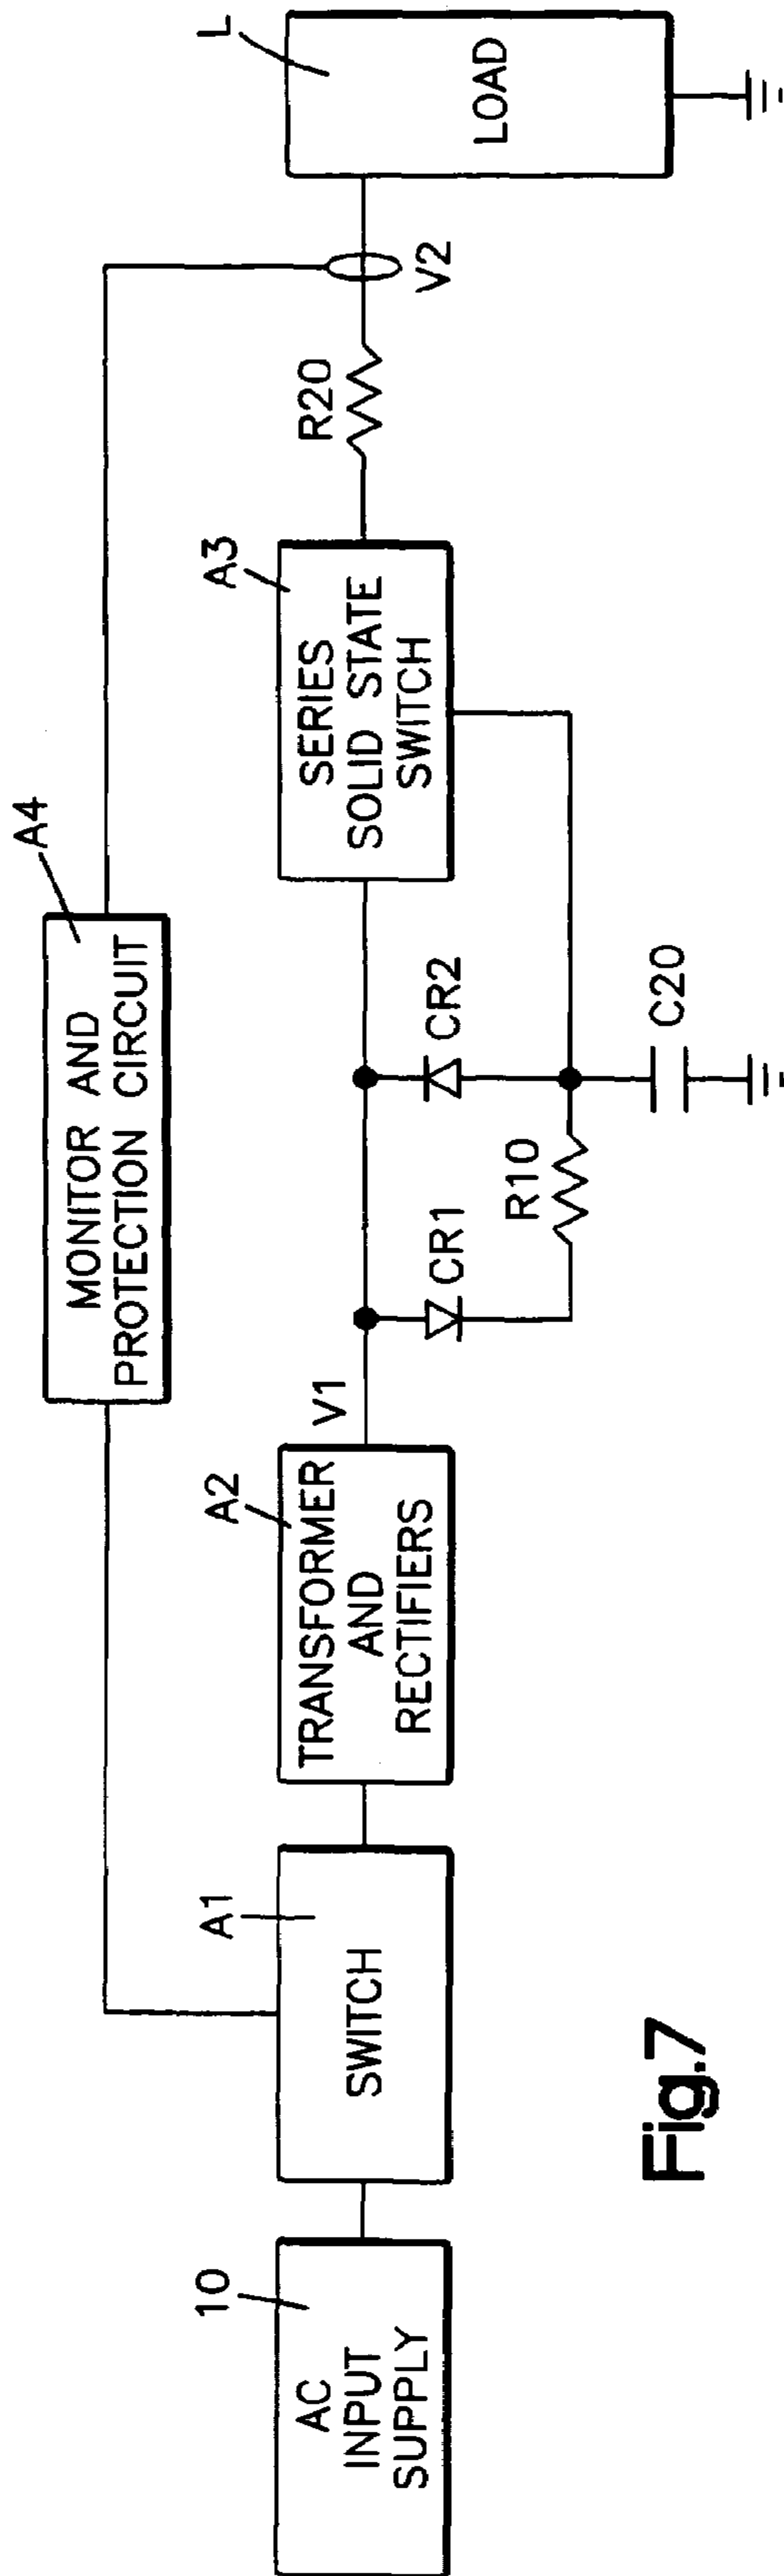 A4
MONITOR AND
PROTECTION CIRCUIT
10
AC
INPUT
SUPPLY
A1
SWITCH
A2
TRANSFORMER
AND
RECTIFIERS
V1
CR1
R10
CR2
C20
A3
SERIES
SOLID STATE
SWITCH
R20
V2
L
LOAD
Fig.7